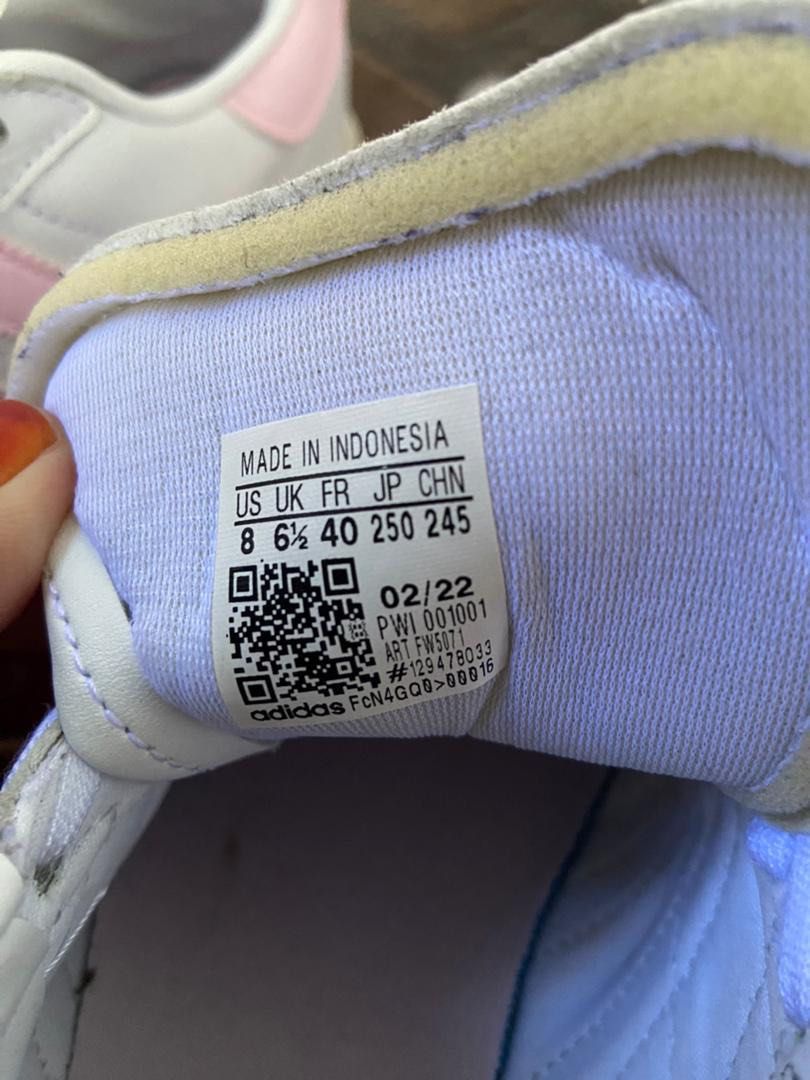 MADE IN INDONESIA
US UK FR JP CHN
8 6½ 40 250 245
02/22
PWI 001001
ART FW5071
#129478033
adidas FcN4GQ0>00016